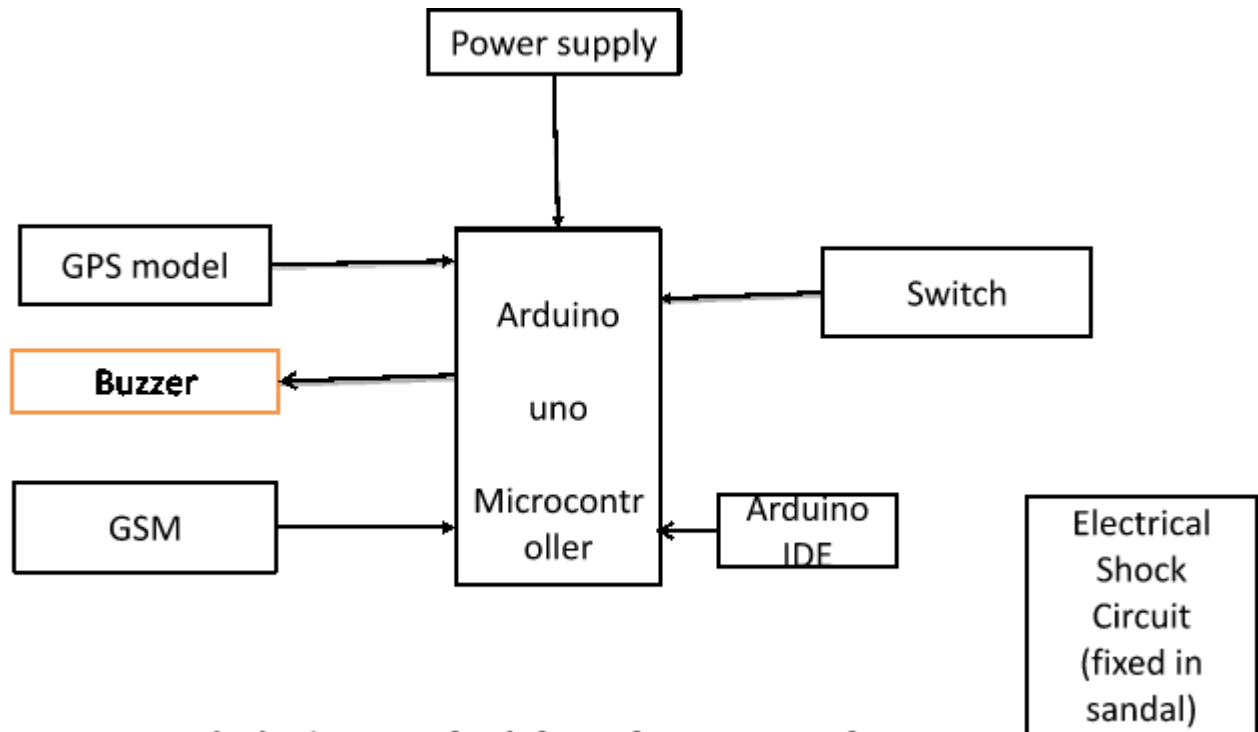 Power supply
GPS model
Switch
Arduino
uno
Microcontr
oller
Buzzer
GSM
Arduino
IDE
Electrical
Shock
Circuit
(fixed in
sandal)